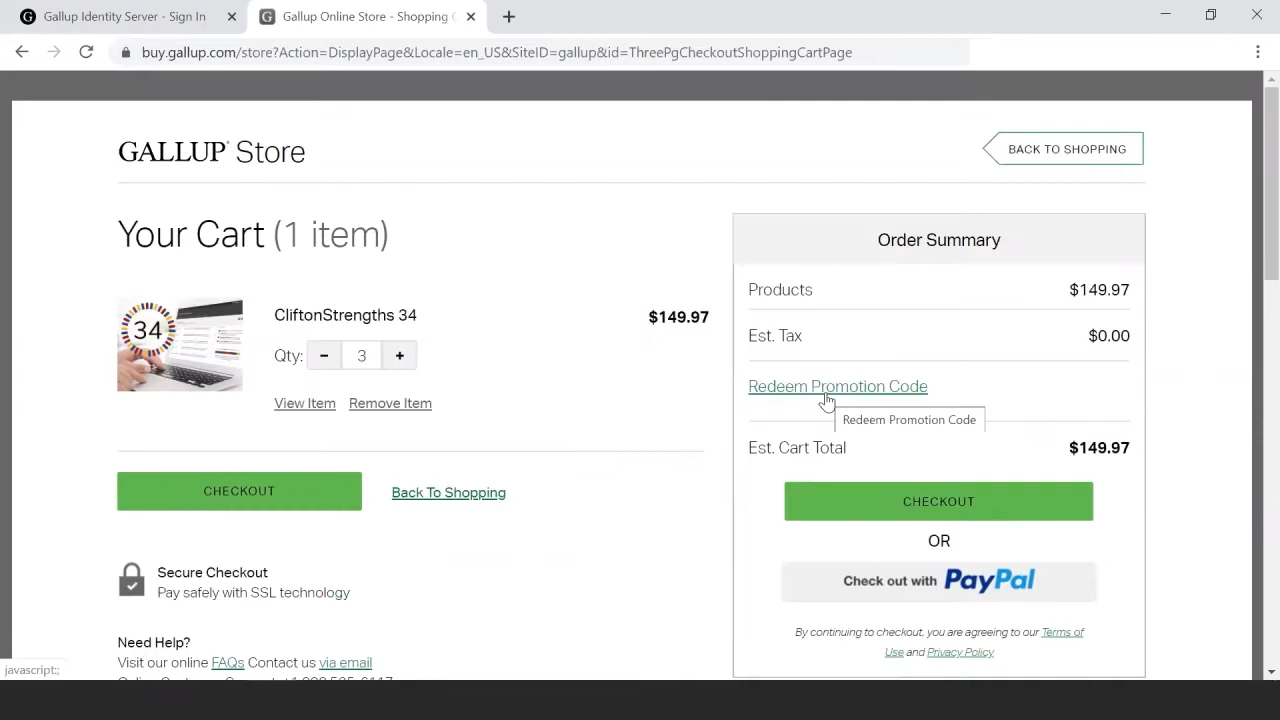 Gallup Identity Server - Sign In
Gallup Online Store - Shopping C
buy.gallup.com/store?Action=DisplayPage&Locale=en_US&SiteID=gallup&id=ThreePgCheckoutShoppingCartPage
GALLUP® Store
BACK TO SHOPPING
Your Cart (1 item)
34
CliftonStrengths 34
$149.97
Qty: - 3 +
View Item Remove Item
CHECKOUT
Back To Shopping
Secure Checkout
Pay safely with SSL technology
Need Help?
Visit our online FAQs Contact us via email
Order Summary
Products $149.97
Est. Tax $0.00
Redeem Promotion Code
Redeem Promotion Code
Est. Cart Total $149.97
CHECKOUT
OR
Check out with PayPal
By continuing to checkout, you are agreeing to our Terms of
Use and Privacy Policy
javascript:;